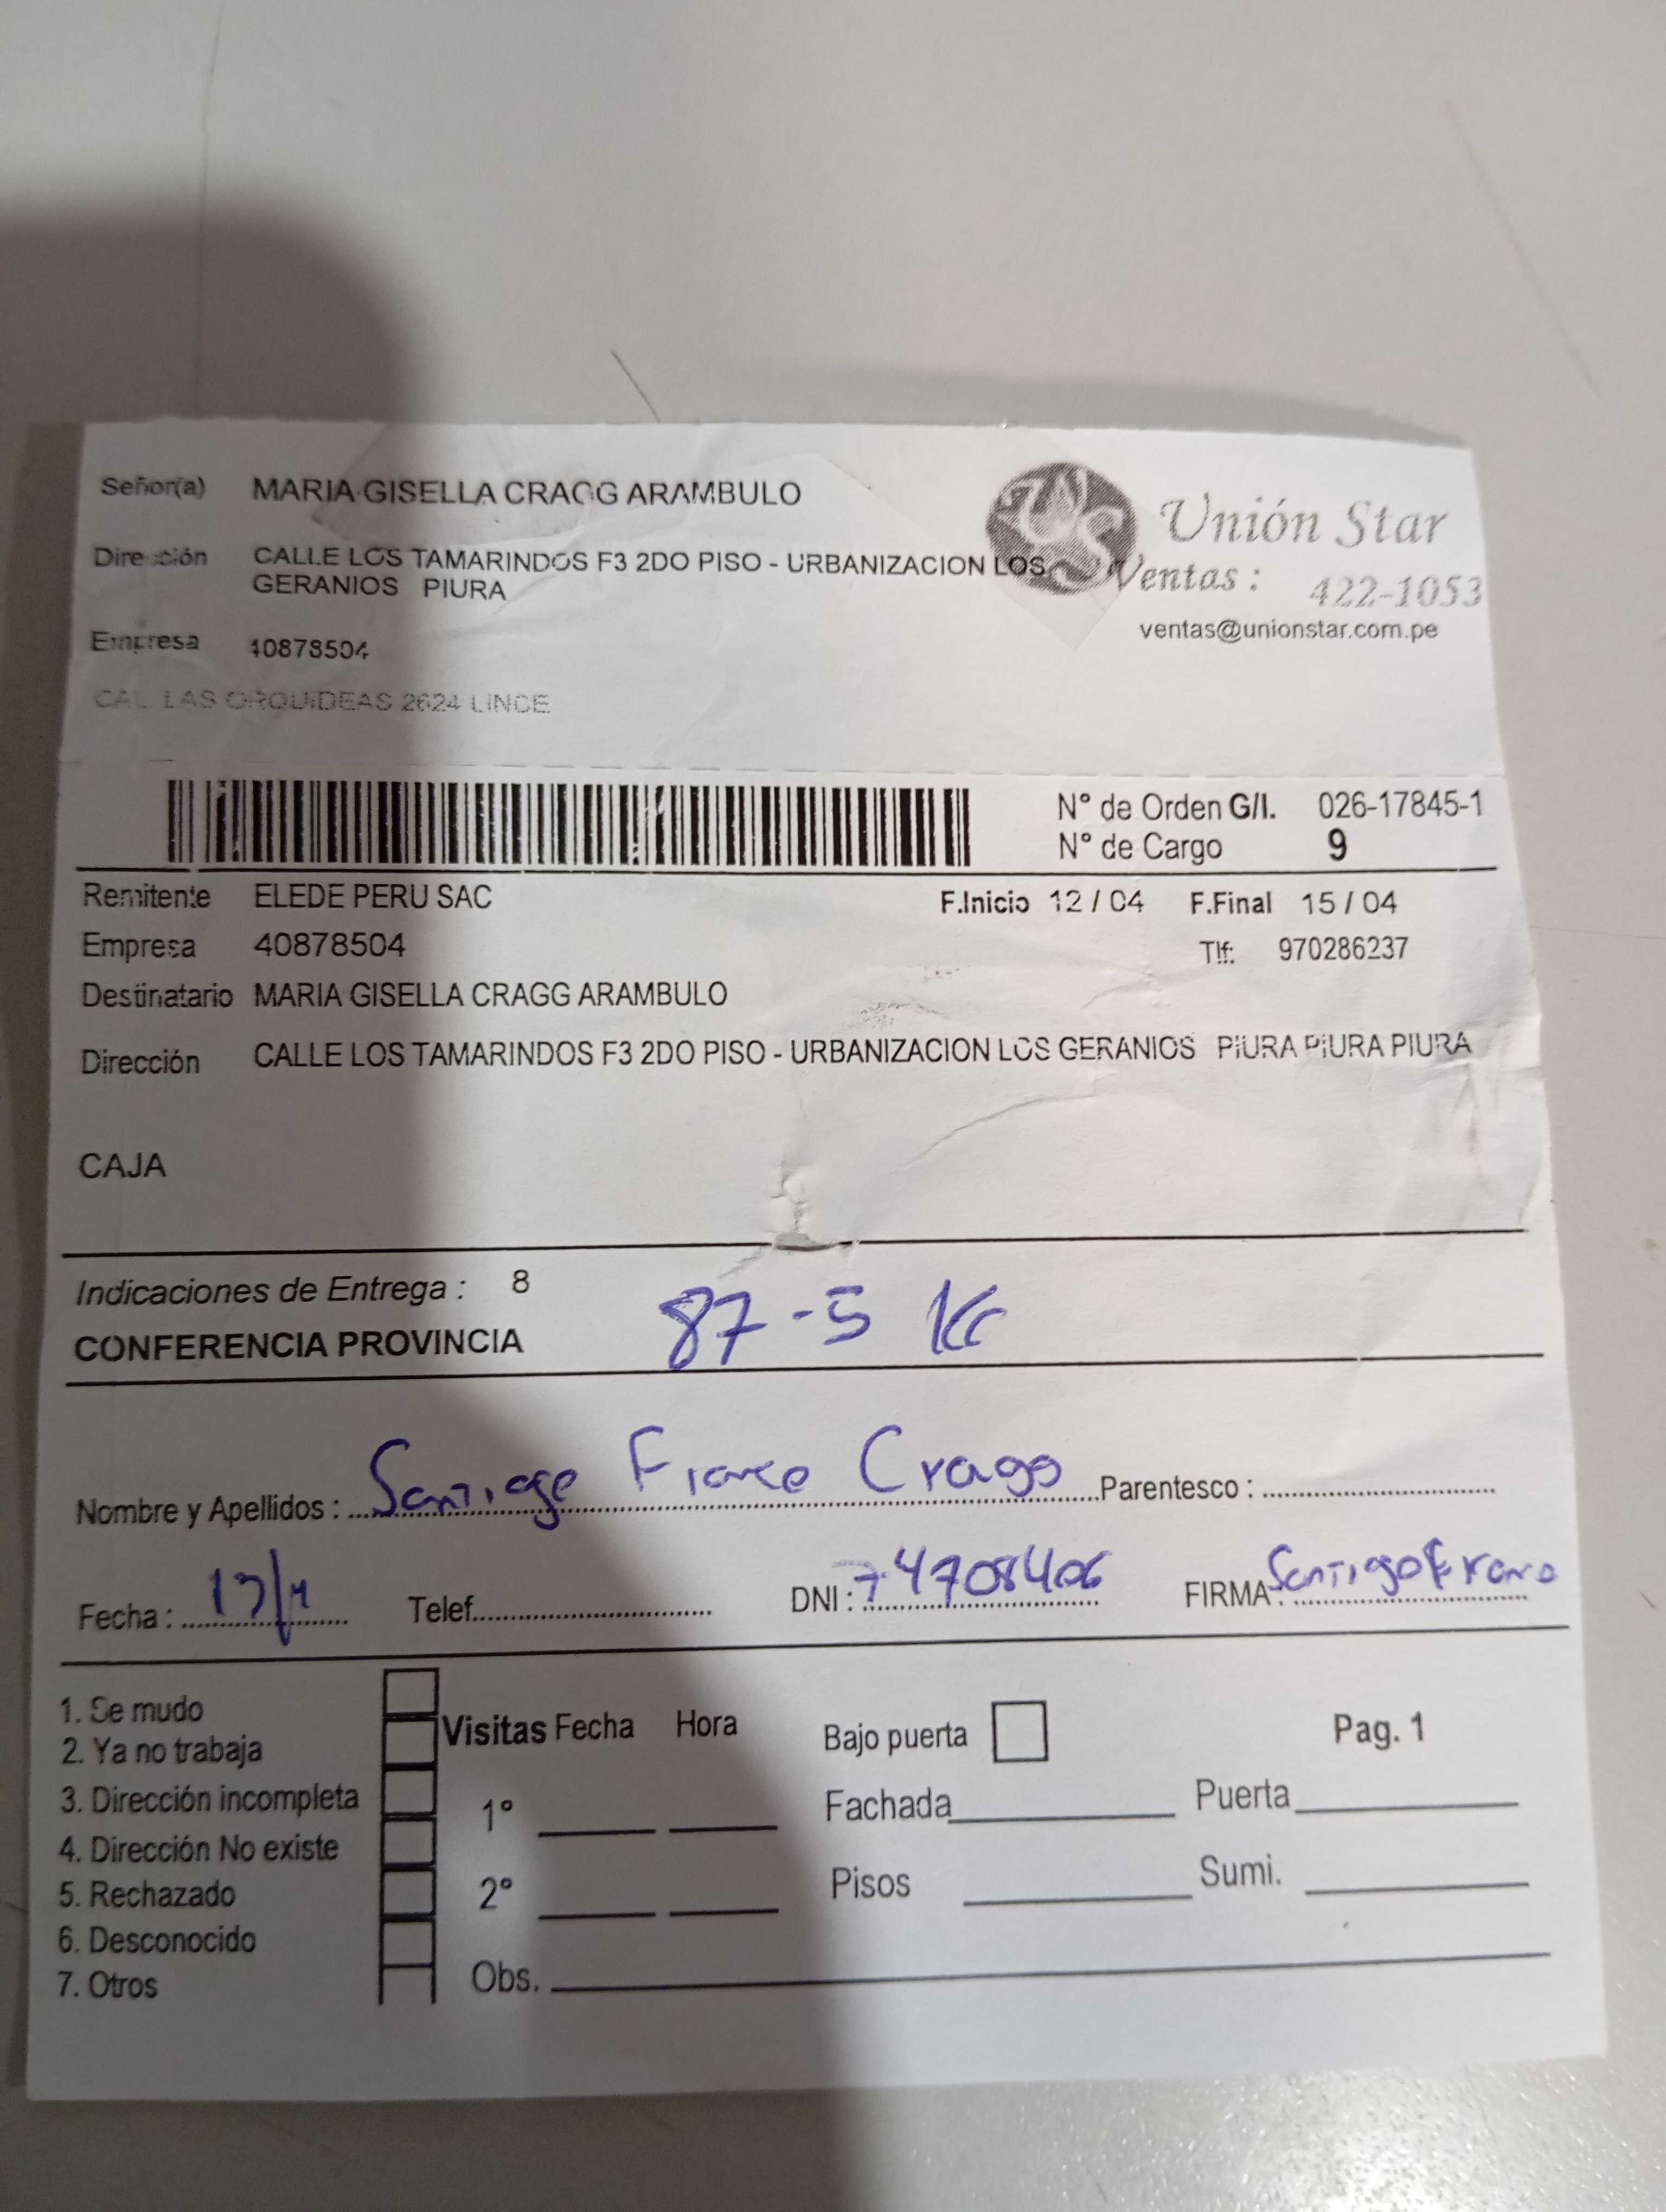 Señor(a) MARIA GISELLA CRAGG ARAMBULO
Dirección CALLE LOS TAMARINDOS F3 2DO PISO - URBANIZACION LOS
GERANIOS PIURA
Empresa 40878504
CAL. LAS ORQUIDEAS 2624 LINCE
Unión Star
Ventas : 422-1053
ventas@unionstar.com.pe
N° de Orden G/I. 026-17845-1
N° de Cargo 9
Remitente ELEDE PERU SAC F.Inicio 12 / 04 F.Final 15 / 04
Empresa 40878504 Tlf: 970286237
Destinatario MARIA GISELLA CRAGG ARAMBULO
Dirección CALLE LOS TAMARINDOS F3 2DO PISO - URBANIZACION LOS GERANIOS PIURA PIURA PIURA
CAJA
Indicaciones de Entrega : 8
CONFERENCIA PROVINCIA 87-5 KG
Nombre y Apellidos : Santiago Franco Cragg Parentesco :
Fecha : Telef. DNI : 74708406 FIRMA : Santiago Franco
1. Se mudo
2. Ya no trabaja
3. Dirección incompleta
4. Dirección No existe
5. Rechazado
6. Desconocido
7. Otros
Visitas Fecha Hora
1°
2°
Obs.
Bajo puerta Pag. 1
Fachada Puerta
Pisos Sumi.